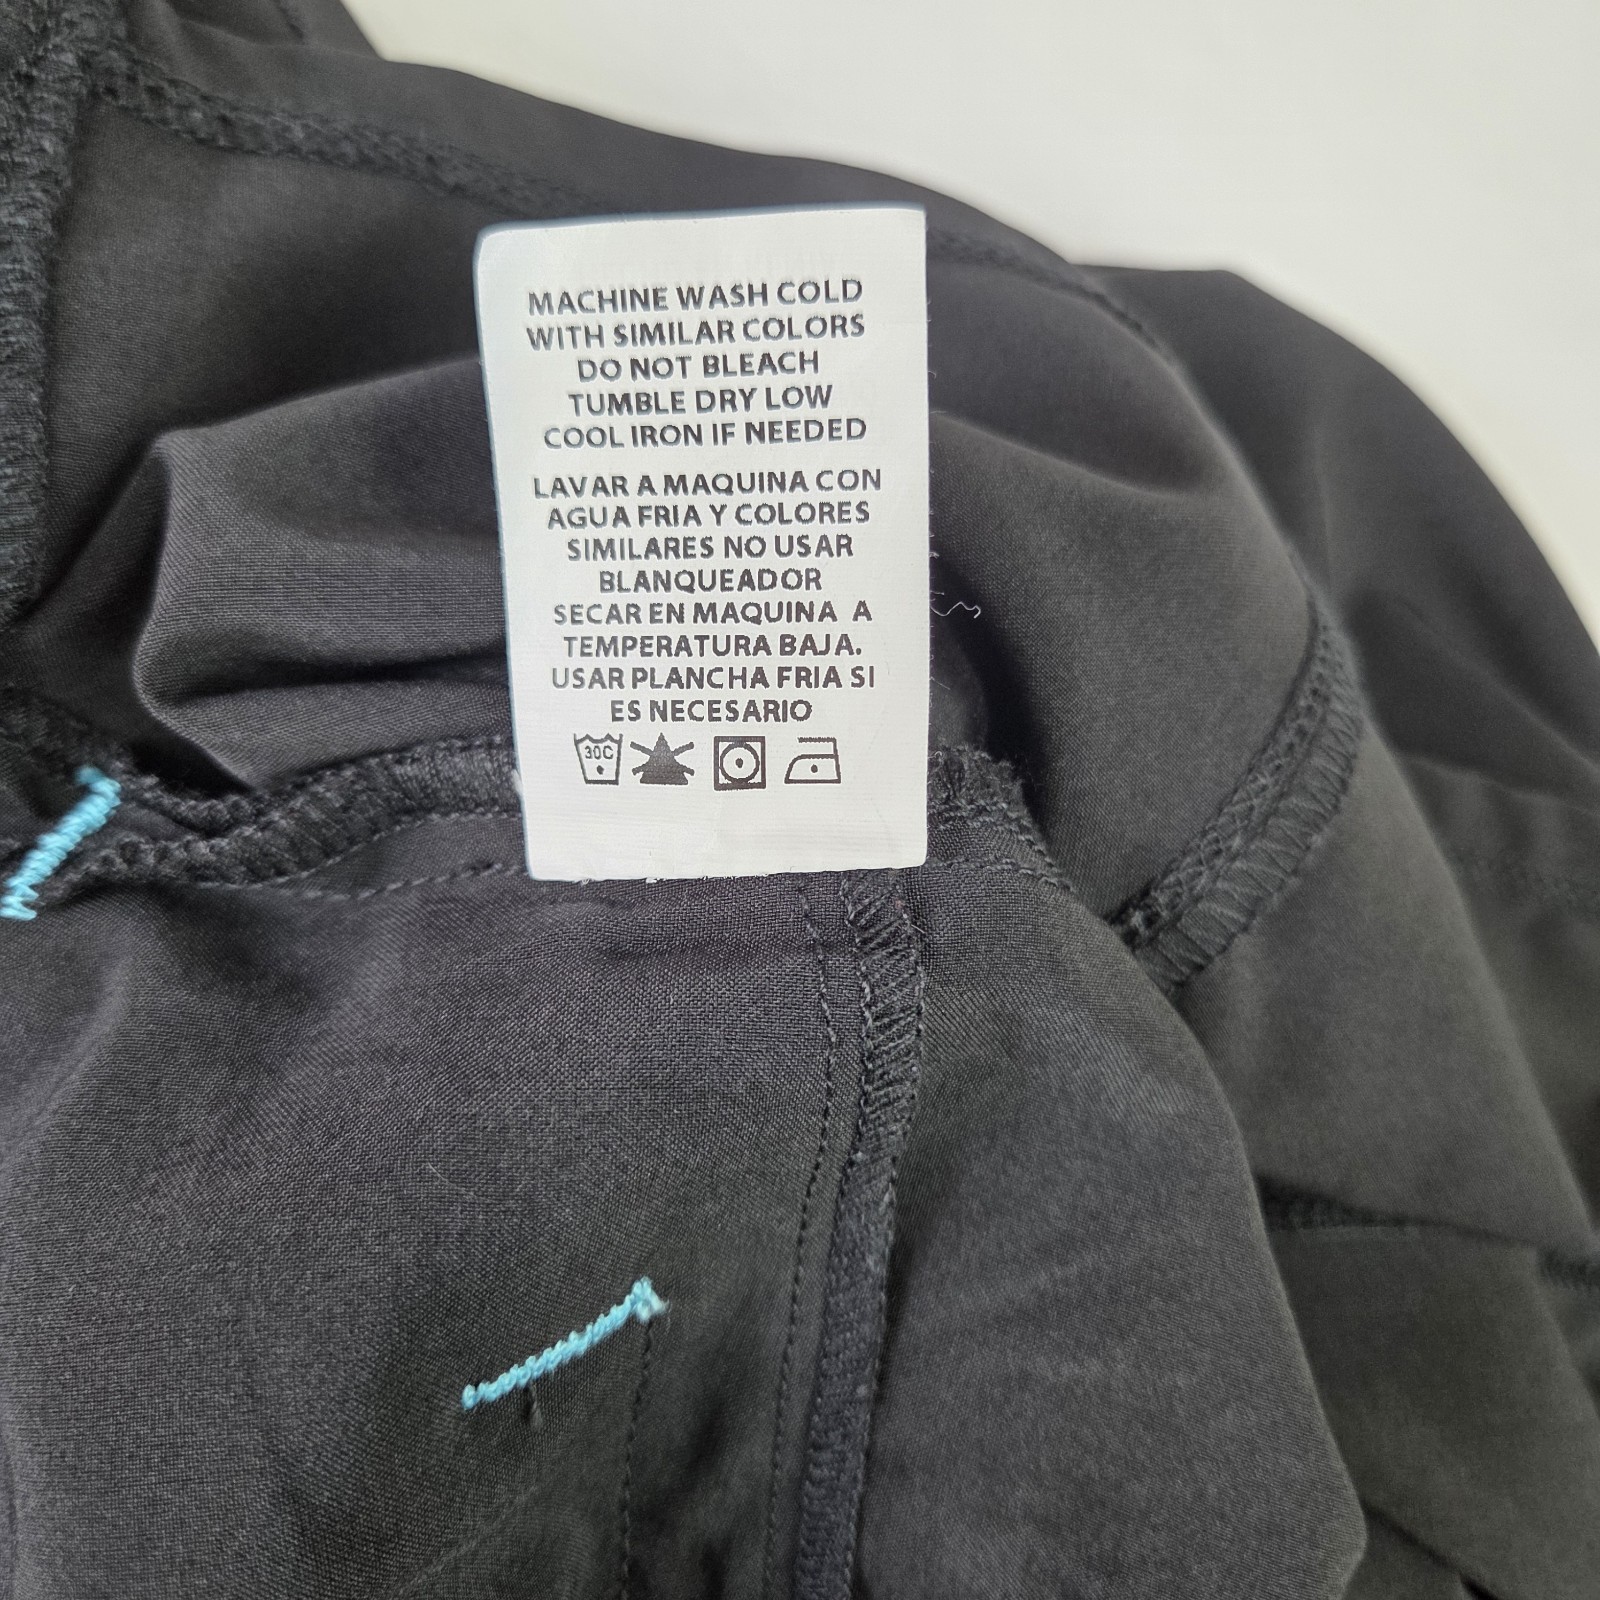 MACHINE WASH COLD
WITH SIMILAR COLORS
DO NOT BLEACH
TUMBLE DRY LOW
COOL IRON IF NEEDED
LAVAR A MAQUINA CON
AGUA FRIA Y COLORES
SIMILARES NO USAR
BLANQUEADOR
SECAR EN MAQUINA A
TEMPERATURA BAJA.
USAR PLANCHA FRIA SI
ES NECESARIO
30C